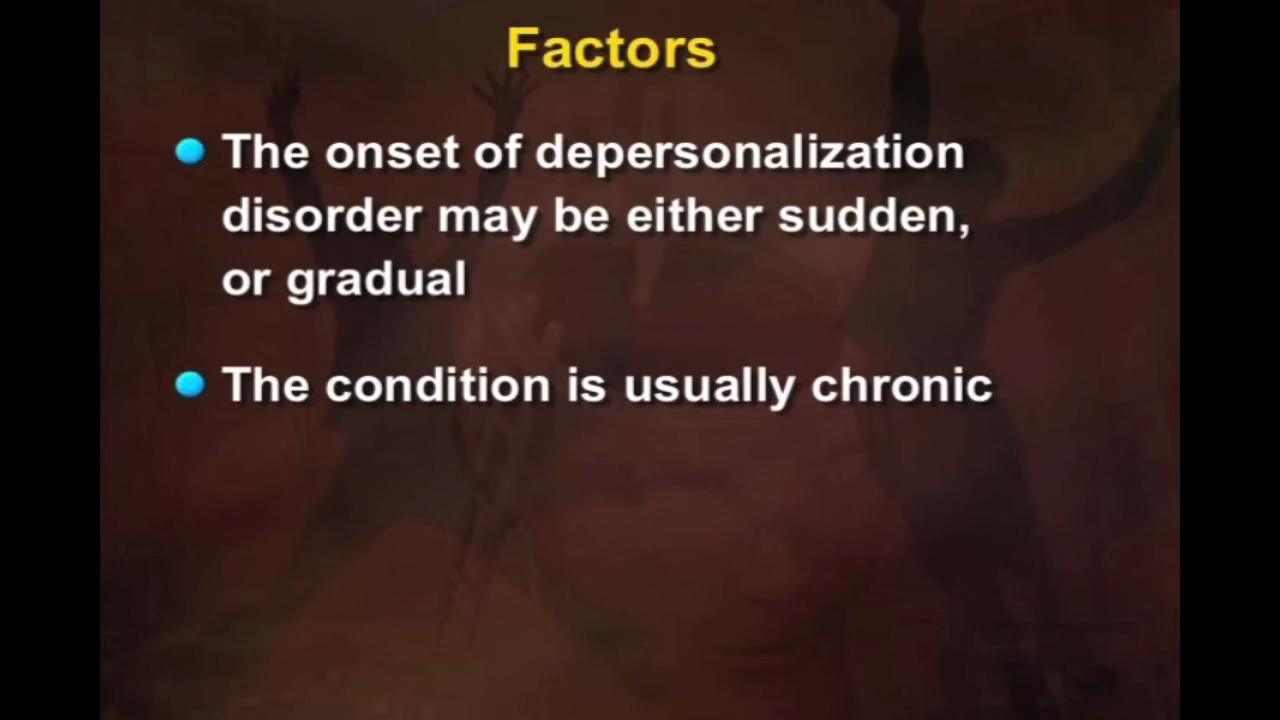 Factors
The onset of depersonalization
disorder may be either sudden,
or gradual
The condition is usually chronic